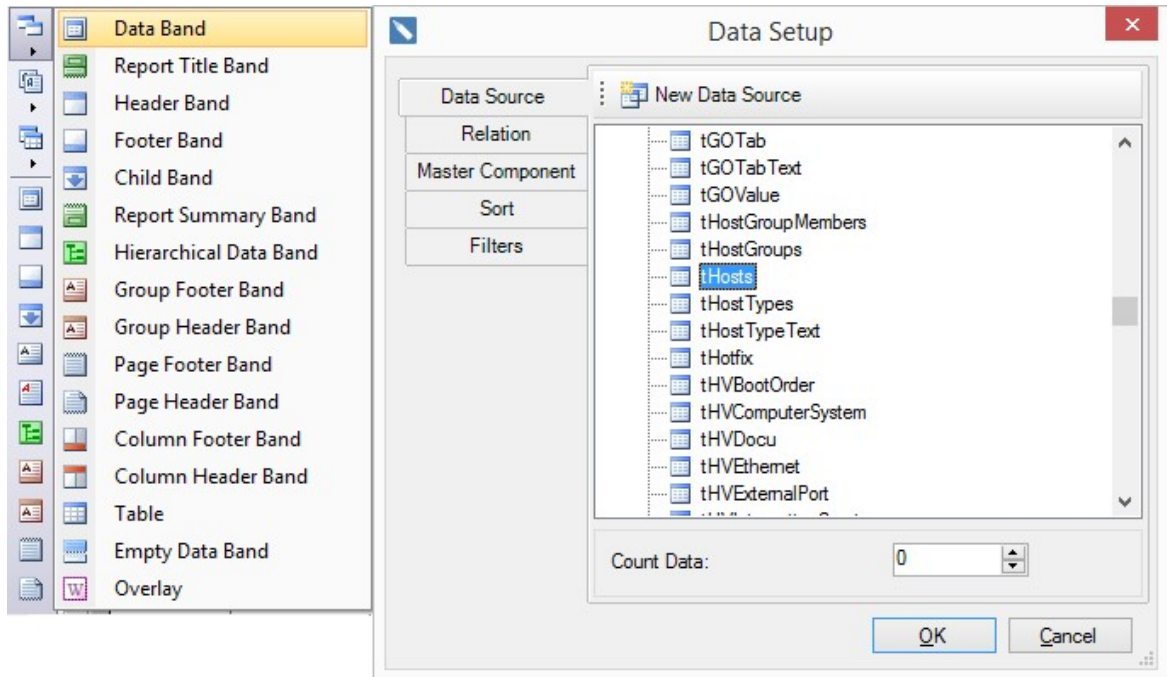 Data Band
Report Title Band
Header Band
Footer Band
Child Band
Report Summary Band
Hierarchical Data Band
Group Footer Band
Group Header Band
Page Footer Band
Page Header Band
Column Footer Band
Column Header Band
Table
Empty Data Band
Overlay
Data Setup
Data Source
Relation
Master Component
Sort
Filters
New Data Source
tGOTab
tGOTabText
tGOValue
tHostGroupMembers
tHostGroups
tHosts
tHostTypes
tHostTypeText
tHotfix
tHVBootOrder
tHVComputerSystem
tHVDocu
tHVEthernet
tHVExternalPort
Count Data:
0
OK
Cancel